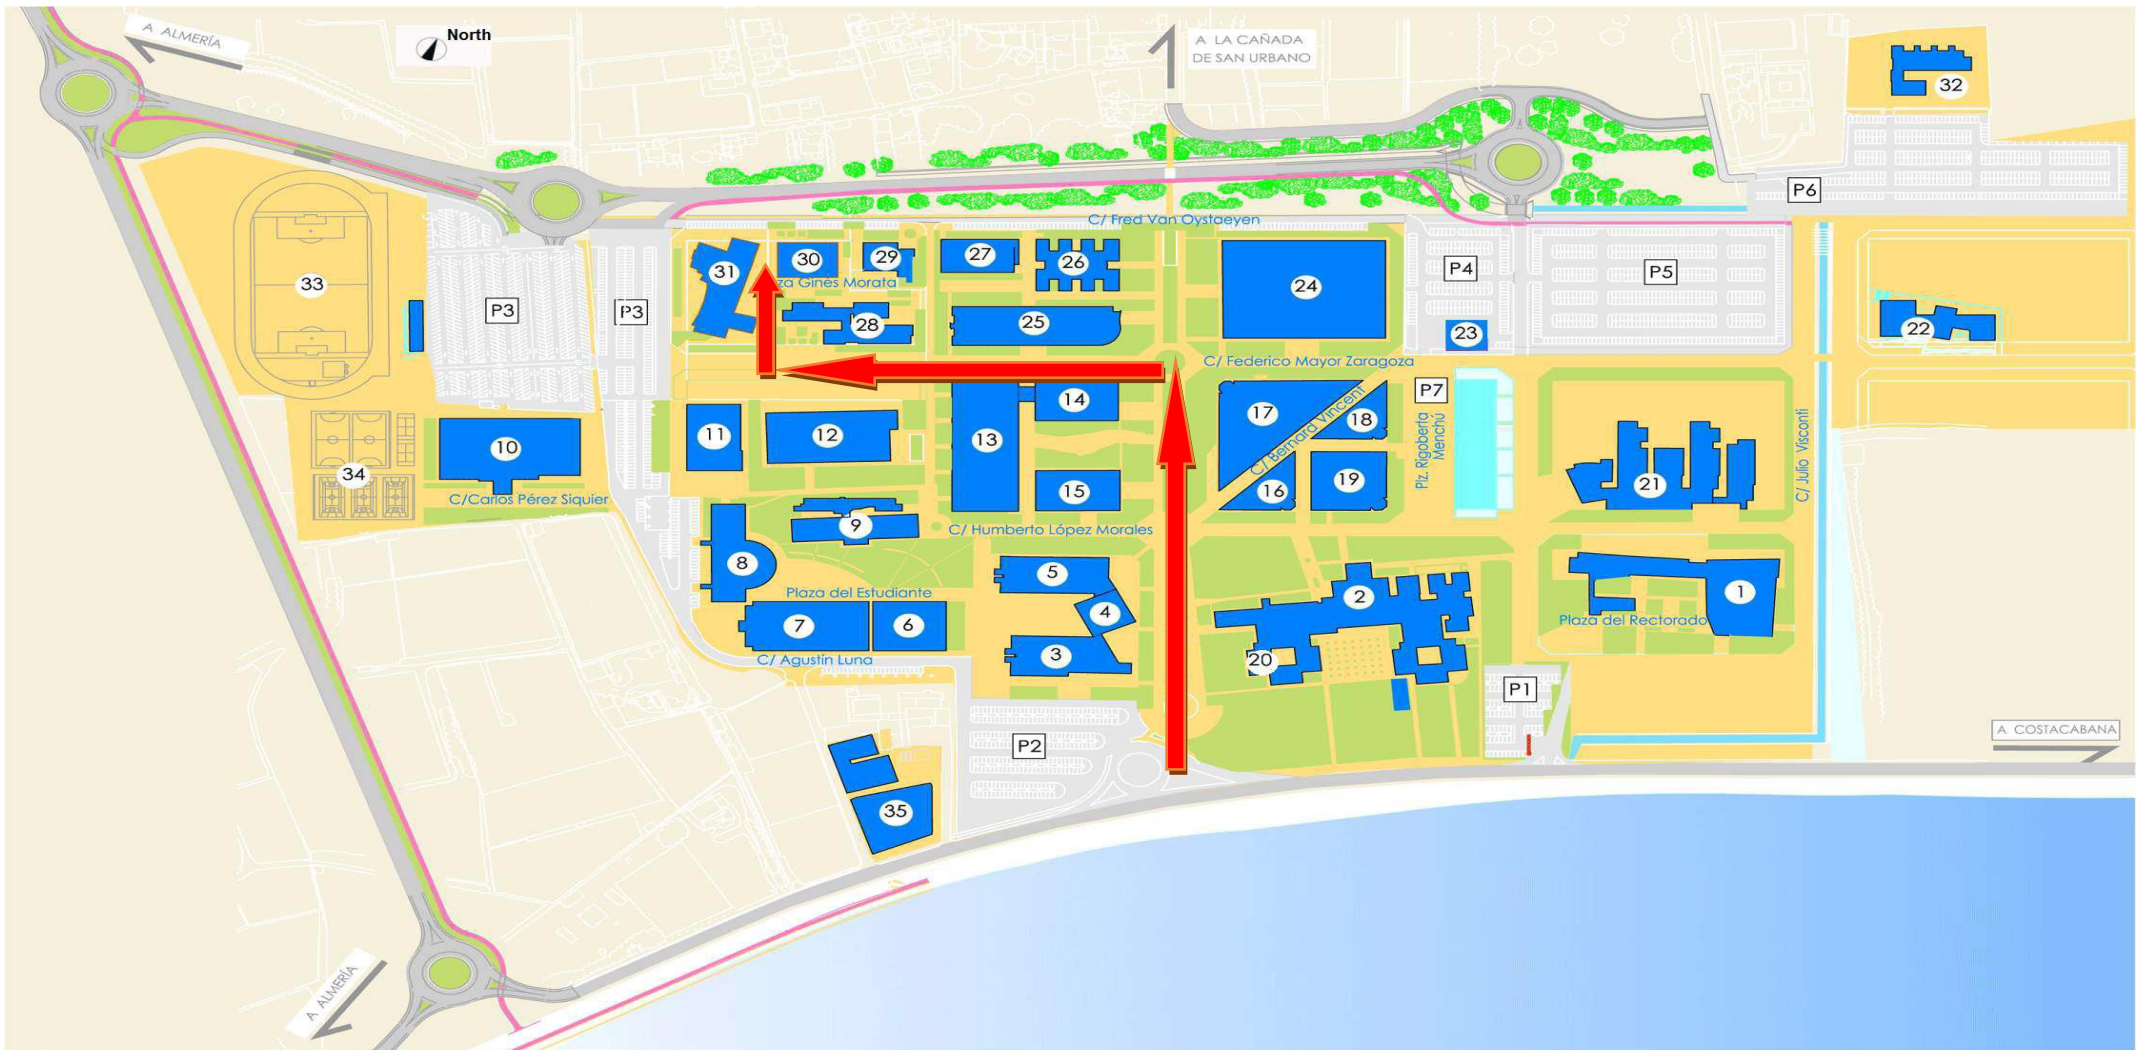 A ALMERÍA
North
A LA CAÑADA
DE SAN URBANO
32
P6
C/ Fred Van Oystaeyen
31
30
29
27
26
24
P4
P5
33
P3
P3
za Ginés Morata
28
25
23
22
C/ Federico Mayor Zaragoza
P7
14
17
18
C/ Bernard Vincent
Plz. Rigoberta
Menchú
11
12
13
10
34
15
16
19
21
C/ Julio Visconti
C/Carlos Pérez Siquier
9
C/ Humberto López Morales
8
5
Plaza del Estudiante
2
1
4
7
6
Plaza del Rectorado
3
20
C/ Agustín Luna
P1
P2
A COSTACABANA
35
A ALMERÍA